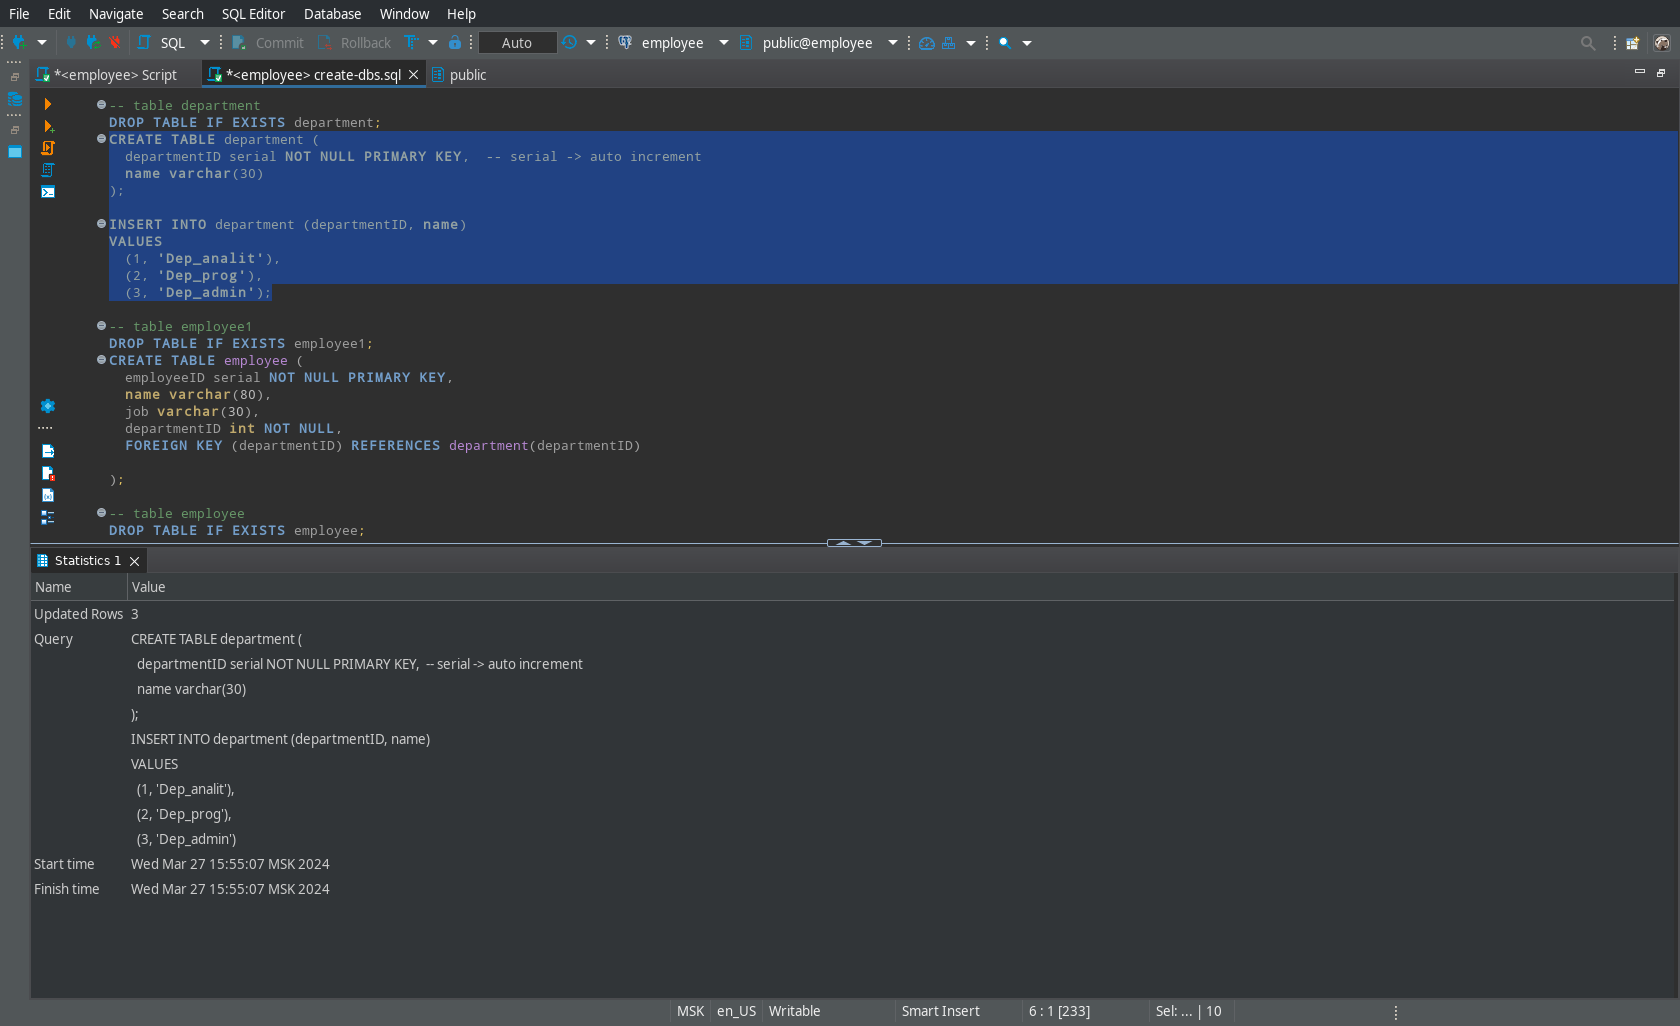 File Edit Navigate Search SQL Editor Database Window Help
SQL Commit Rollback Auto employee public@employee
*<employee> Script *<employee> create-dbs.sql public
-- table department
DROP TABLE IF EXISTS department;
CREATE TABLE department (
departmentID serial NOT NULL PRIMARY KEY, -- serial -> auto increment
name varchar(30)
);
INSERT INTO department (departmentID, name)
VALUES
(1, 'Dep_analit'),
(2, 'Dep_prog'),
(3, 'Dep_admin');
-- table employee1
DROP TABLE IF EXISTS employee1;
CREATE TABLE employee (
employeeID serial NOT NULL PRIMARY KEY,
name varchar(80),
job varchar(30),
departmentID int NOT NULL,
FOREIGN KEY (departmentID) REFERENCES department(departmentID)
);
-- table employee
DROP TABLE IF EXISTS employee;
Statistics 1
Name Value
Updated Rows 3
Query CREATE TABLE department (
departmentID serial NOT NULL PRIMARY KEY, -- serial -> auto increment
name varchar(30)
);
INSERT INTO department (departmentID, name)
VALUES
(1, 'Dep_analit'),
(2, 'Dep_prog'),
(3, 'Dep_admin')
Start time Wed Mar 27 15:55:07 MSK 2024
Finish time Wed Mar 27 15:55:07 MSK 2024
MSK en_US Writable Smart Insert 6 : 1 [233] Sel: ... | 10